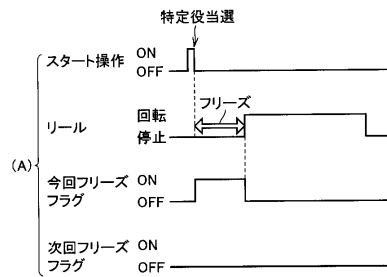 特定役当選
スタート操作 ON
OFF
リール 回転 フリーズ
停止
(A)
今回フリーズ ON
フラグ OFF
次回フリーズ ON
フラグ OFF